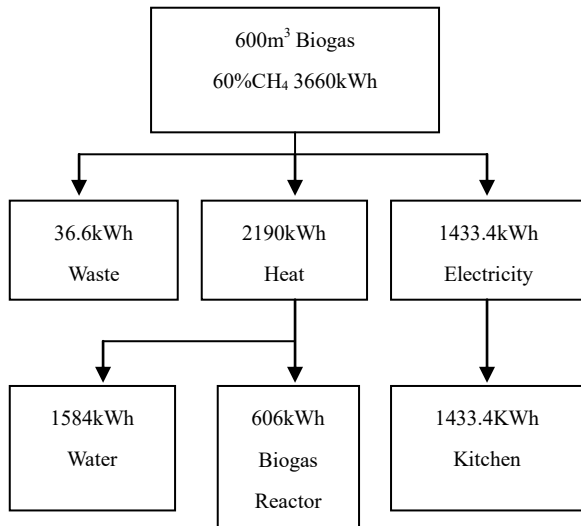 600m³ Biogas
60%CH₄ 3660kWh
36.6kWh
Waste
2190kWh
Heat
1433.4kWh
Electricity
1584kWh
Water
606kWh
Biogas
Reactor
1433.4KWh
Kitchen